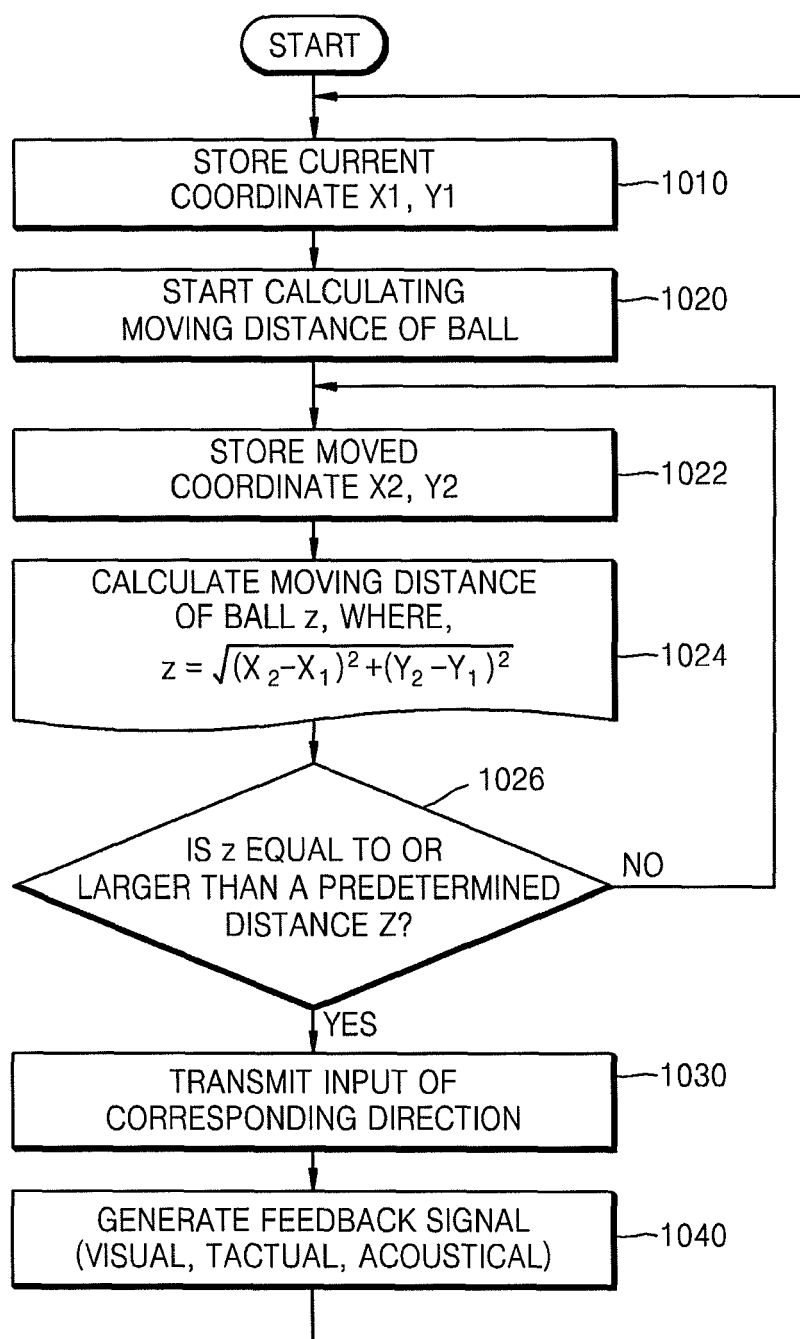 START
STORE CURRENT
COORDINATE X1, Y1
1010
START CALCULATING
MOVING DISTANCE OF BALL
1020
STORE MOVED
COORDINATE X2, Y2
1022
CALCULATE MOVING DISTANCE
OF BALL z, WHERE,
z = √(X₂−X₁)²+(Y₂−Y₁)²
1024
1026
IS z EQUAL TO OR
LARGER THAN A PREDETERMINED
DISTANCE Z?
NO
YES
TRANSMIT INPUT OF
CORRESPONDING DIRECTION
1030
GENERATE FEEDBACK SIGNAL
(VISUAL, TACTUAL, ACOUSTICAL)
1040